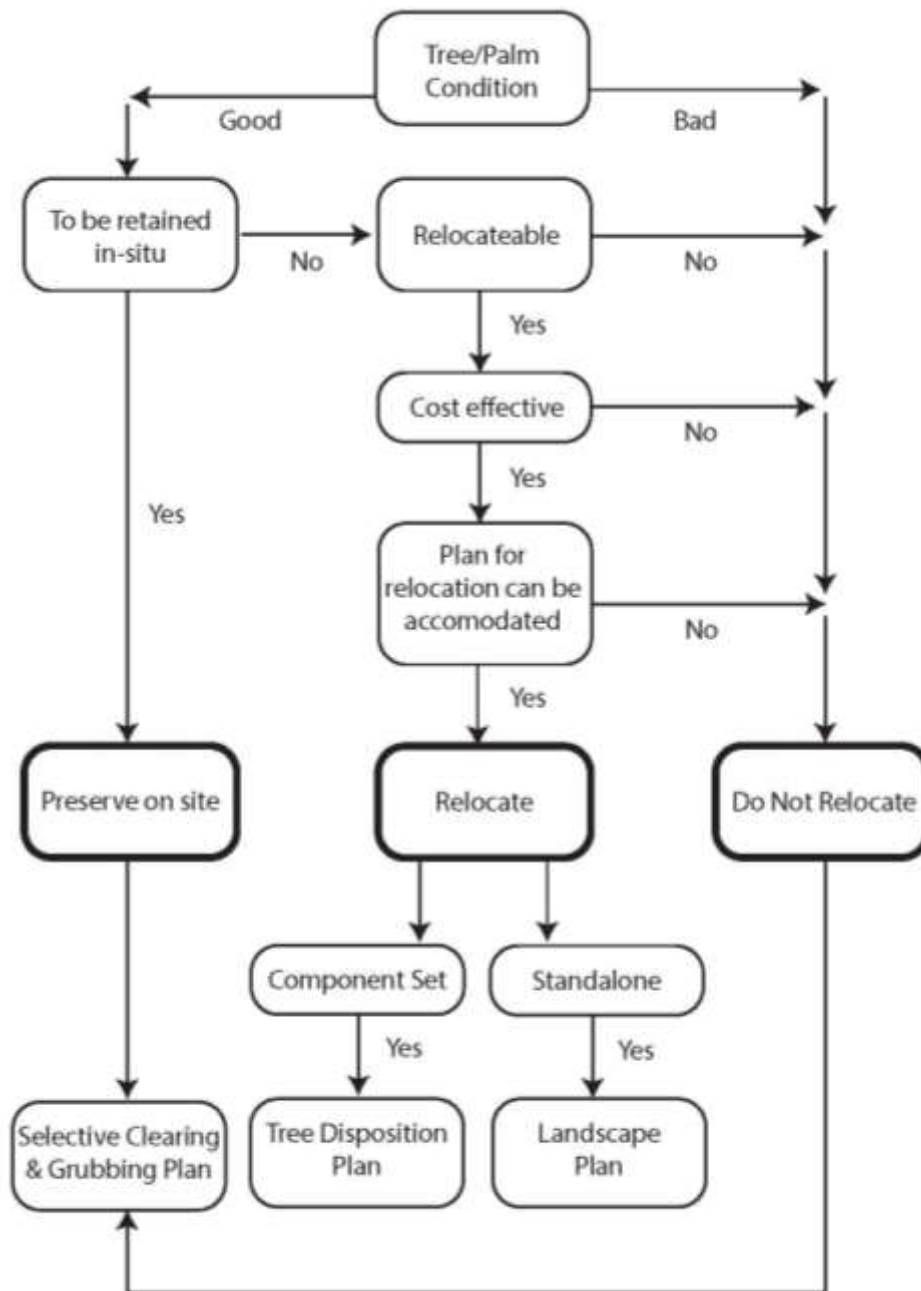 Tree/Palm
Condition
Good
Bad
To be retained
in-situ
No
Relocateable
No
Yes
Cost effective
No
Yes
Yes
Plan for
relocation can be
accomodated
No
Yes
Preserve on site
Relocate
Do Not Relocate
Component Set
Standalone
Yes
Yes
Selective Clearing
& Grubbing Plan
Tree Disposition
Plan
Landscape
Plan